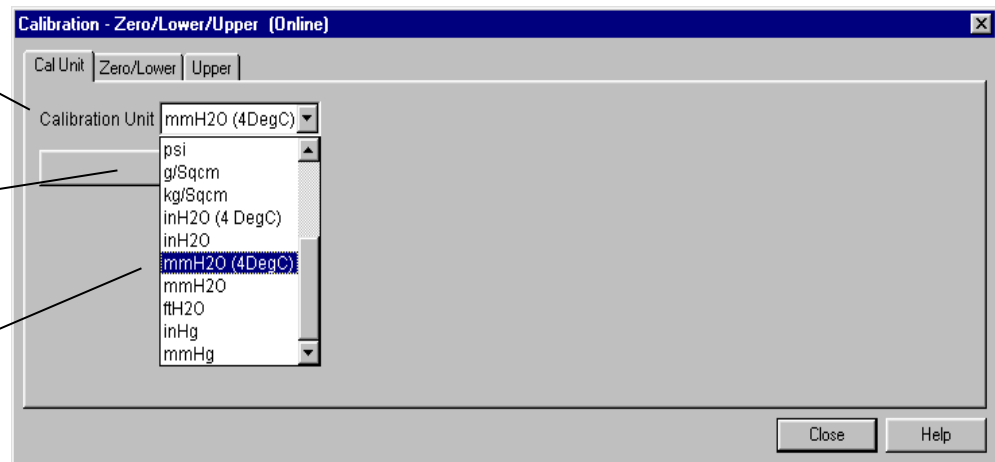 Calibration - Zero/Lower/Upper (Online)
Cal Unit Zero/Lower Upper
Calibration Unit mmH2O (4DegC)
psi
g/Sqcm
kg/Sqcm
inH2O (4 DegC)
inH2O
mmH2O (4DegC)
mmH2O
ftH2O
inHg
mmHg
Close Help